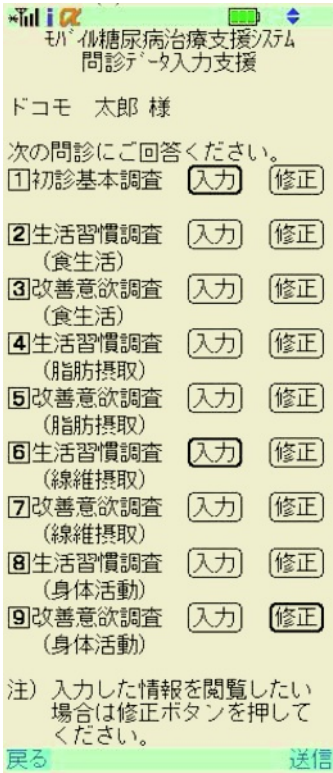 i α
ﾓﾊﾞｲﾙ糖尿病治療支援ｼｽﾃﾑ
問診ﾃﾞｰﾀ入力支援
ドコモ 太郎 様
次の問診にご回答ください。
1初診基本調査 入力 修正
2生活習慣調査 入力 修正
(食生活)
3改善意欲調査 入力 修正
(食生活)
4生活習慣調査 入力 修正
(脂肪摂取)
5改善意欲調査 入力 修正
(脂肪摂取)
6生活習慣調査 入力 修正
(線維摂取)
7改善意欲調査 入力 修正
(線維摂取)
8生活習慣調査 入力 修正
(身体活動)
9改善意欲調査 入力 修正
(身体活動)
注) 入力した情報を閲覧したい
場合は修正ボタンを押して
ください。
戻る 送信